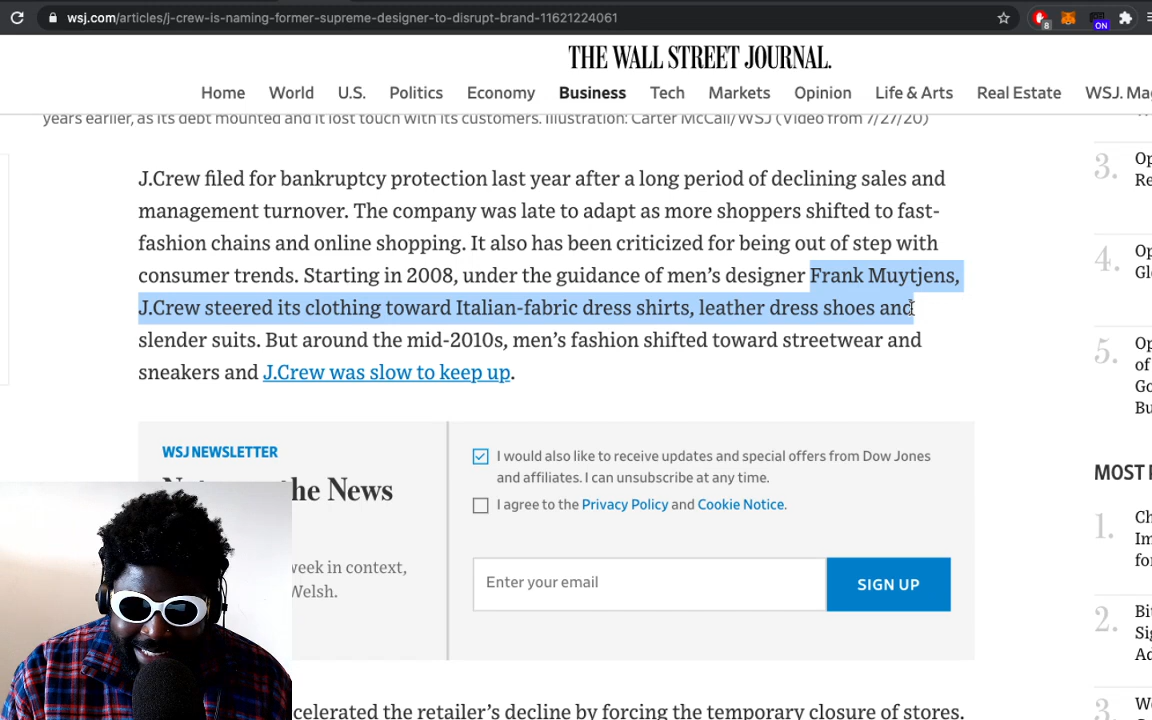 wsj.com/articles/j-crew-is-naming-former-supreme-designer-to-disrupt-brand-11621224061
8
ON
THE WALL STREET JOURNAL.
Home World U.S. Politics Economy Business Tech Markets Opinion Life & Arts Real Estate WSJ. Ma
years earlier, as its debt mounted and it lost touch with its customers. Illustration: Carter McCall/WSJ (Video from 7/27/20)
J.Crew filed for bankruptcy protection last year after a long period of declining sales and
management turnover. The company was late to adapt as more shoppers shifted to fast-
fashion chains and online shopping. It also has been criticized for being out of step with
consumer trends. Starting in 2008, under the guidance of men’s designer Frank Muytjens,
J.Crew steered its clothing toward Italian-fabric dress shirts, leather dress shoes and
slender suits. But around the mid-2010s, men’s fashion shifted toward streetwear and
sneakers and J.Crew was slow to keep up.
WSJ NEWSLETTER
the News
week in context,
Welsh.
I would also like to receive updates and special offers from Dow Jones
and affiliates. I can unsubscribe at any time.
I agree to the Privacy Policy and Cookie Notice.
Enter your email
SIGN UP
celerated the retailer’s decline by forcing the temporary closure of stores.
3. Op
Re
4. Op
Gl
5. Op
of
Go
Bu
MOST
1. Ch
Im
fo
2. Bi
Sig
Ad
3. W